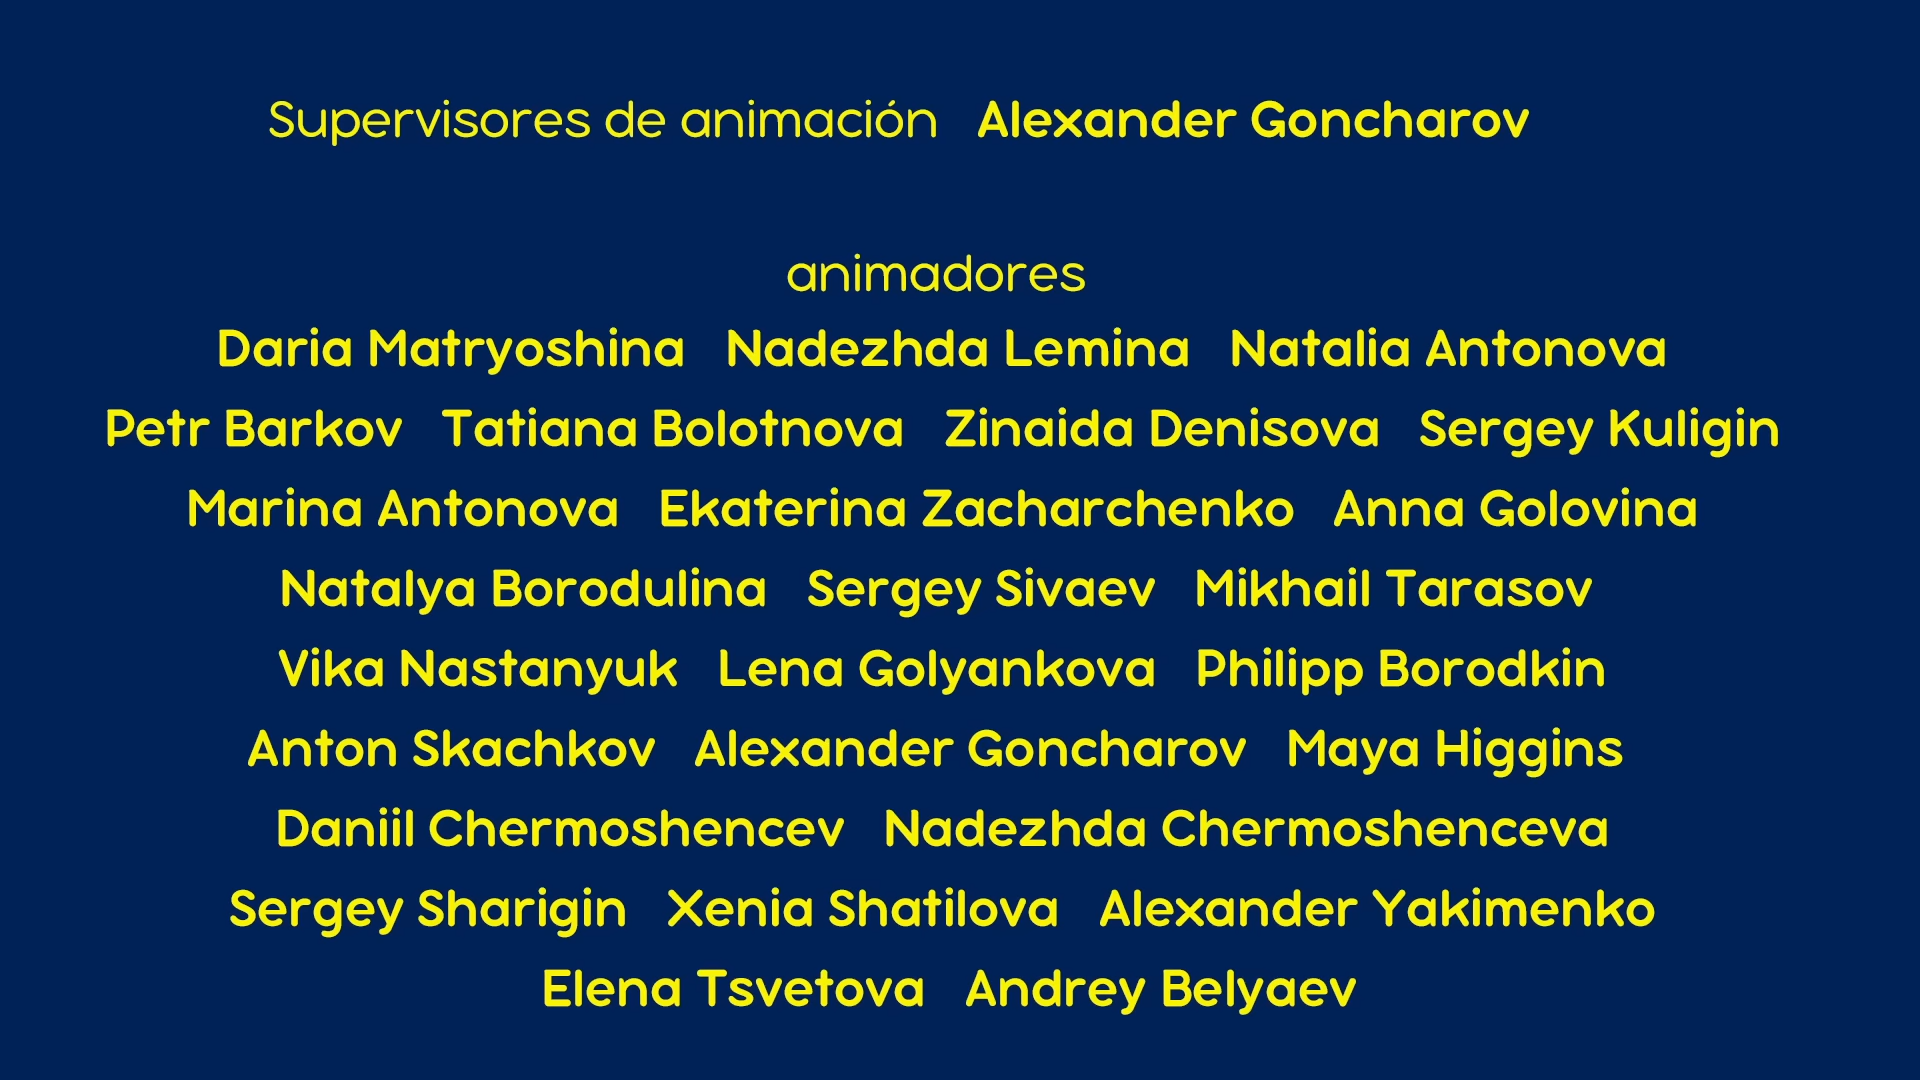 Supervisores de animación Alexander Goncharov
animadores
Daria Matryoshina Nadezhda Lemina Natalia Antonova
Petr Barkov Tatiana Bolotnova Zinaida Denisova Sergey Kuligin
Marina Antonova Ekaterina Zacharchenko Anna Golovina
Natalya Borodulina Sergey Sivaev Mikhail Tarasov
Vika Nastanyuk Lena Golyankova Philipp Borodkin
Anton Skachkov Alexander Goncharov Maya Higgins
Daniil Chermoshencev Nadezhda Chermoshenceva
Sergey Sharigin Xenia Shatilova Alexander Yakimenko
Elena Tsvetova Andrey Belyaev